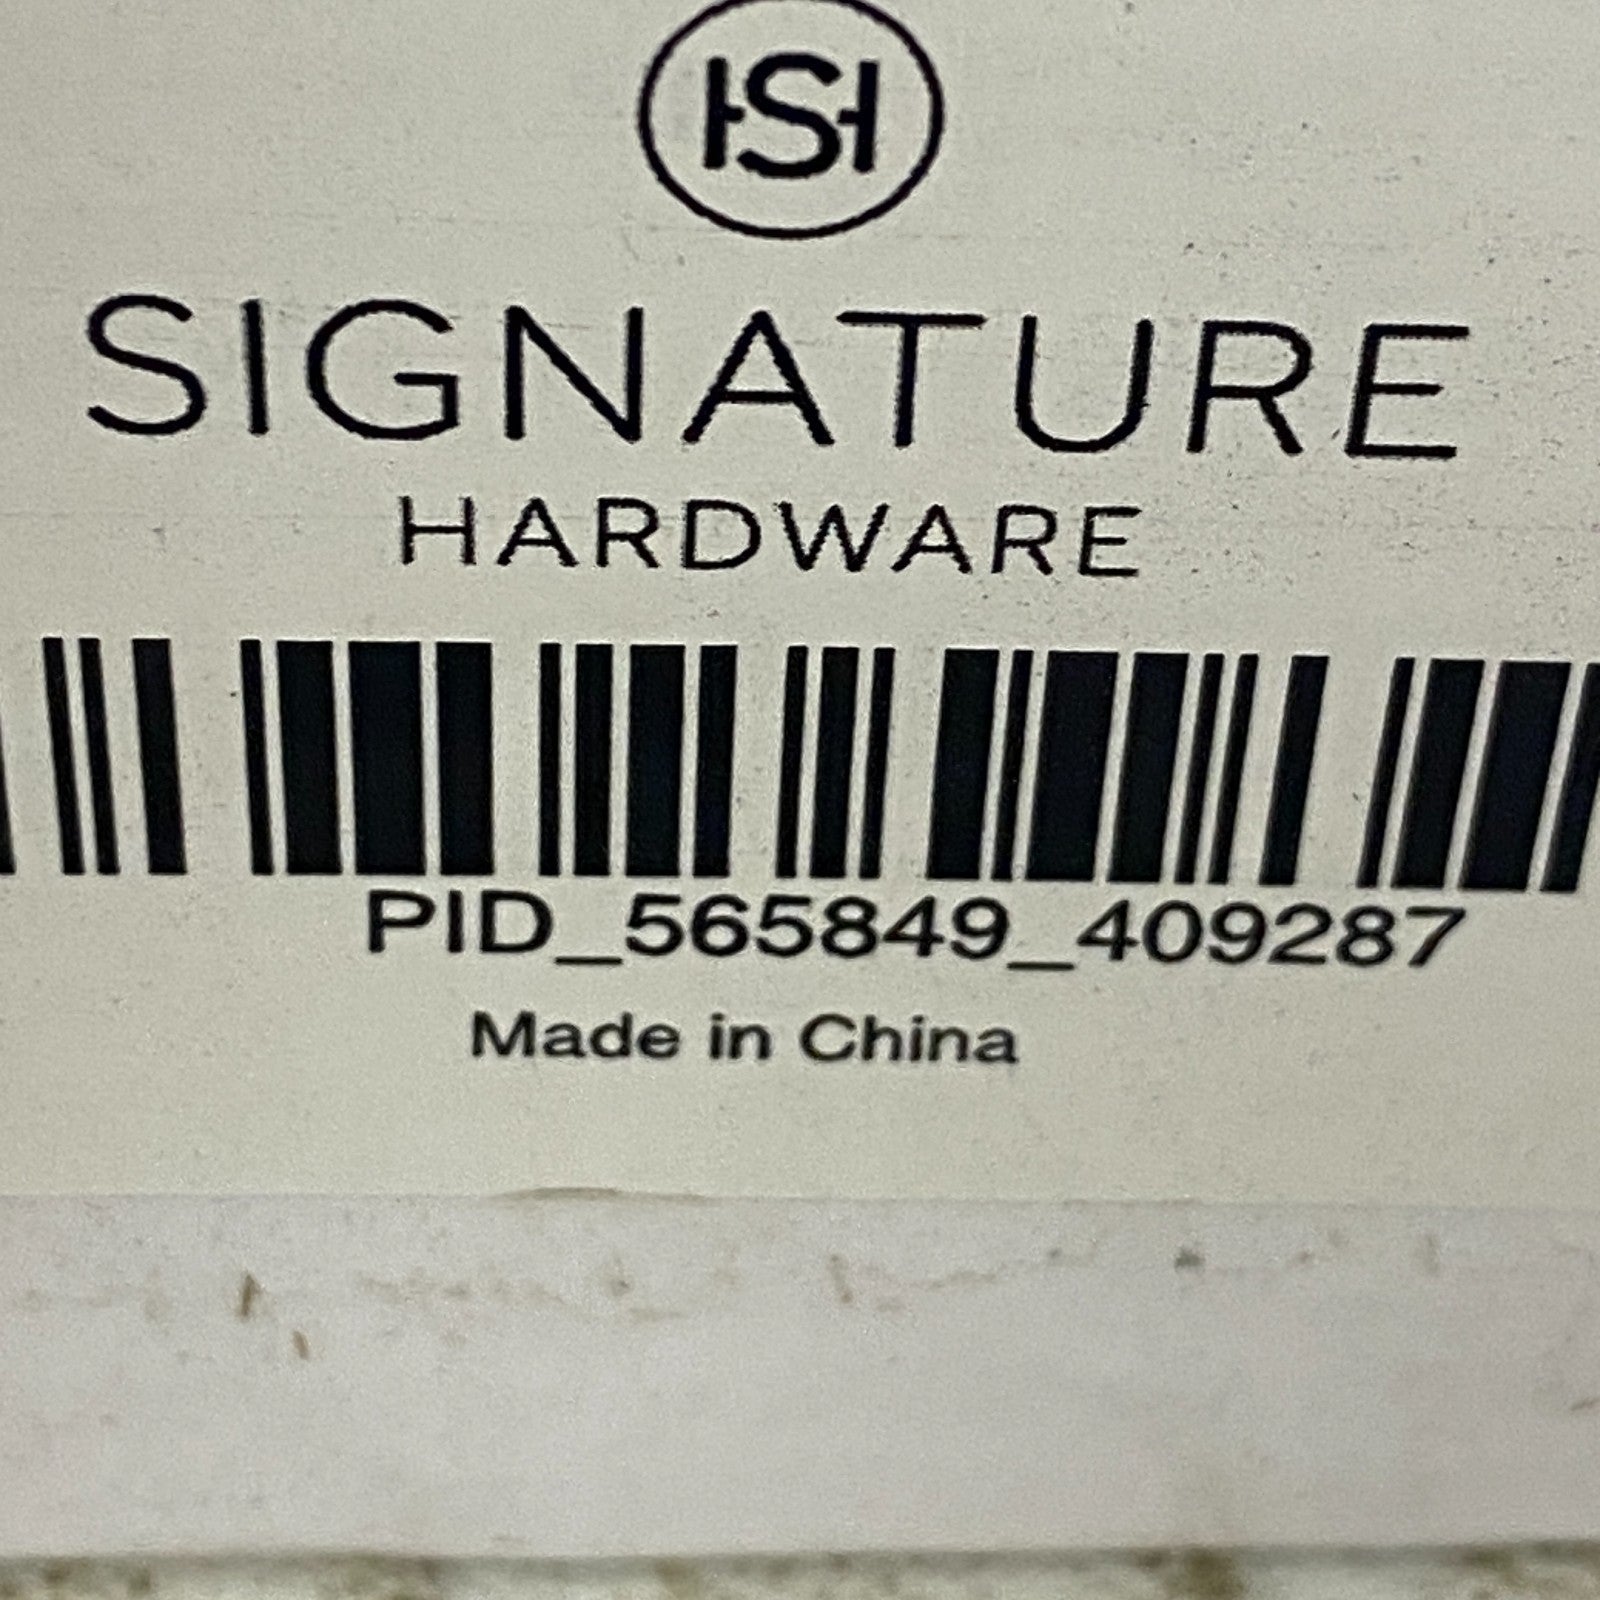 SH
SIGNATURE
HARDWARE
PID_565849_409287
Made in China